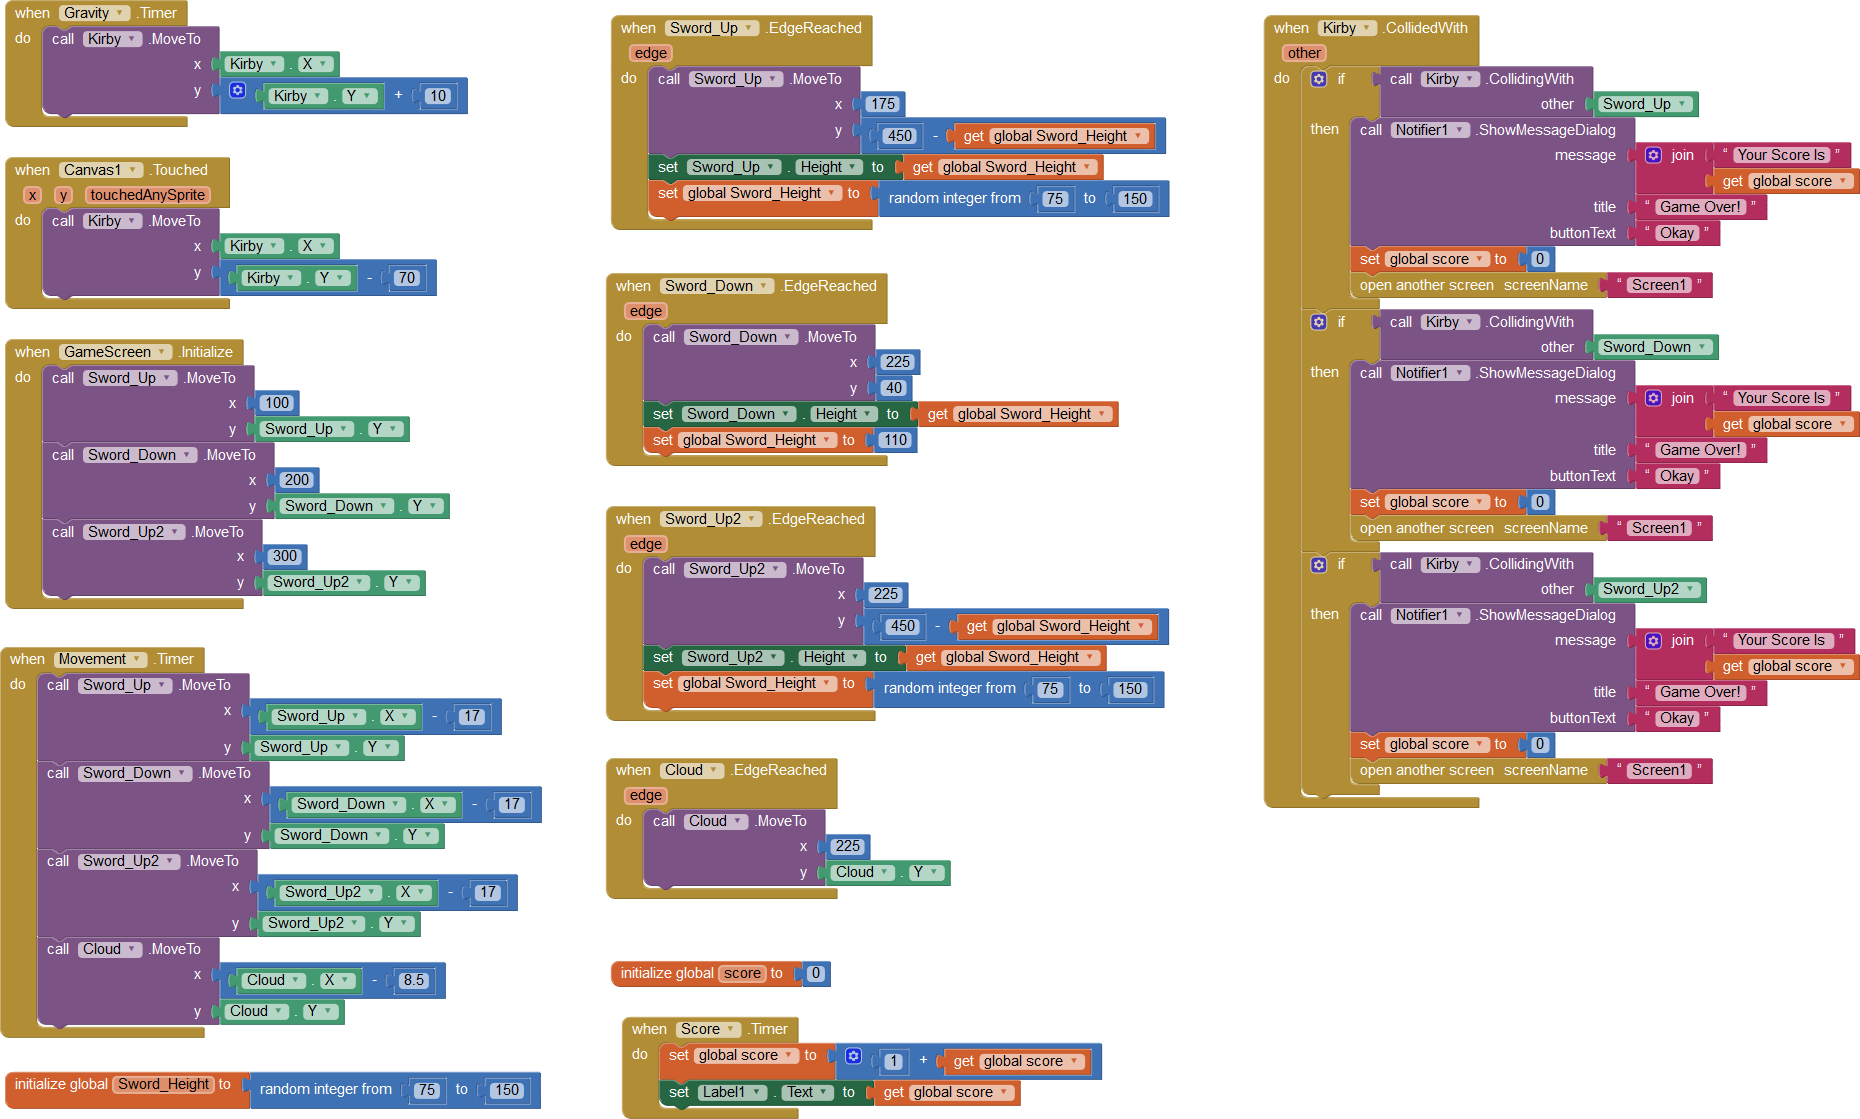 when Gravity .Timer
do call Kirby .MoveTo
x Kirby . X
y Kirby . Y + 10
when Canvas1 .Touched
x y touchedAnySprite
do call Kirby .MoveTo
x Kirby . X
y Kirby . Y - 70
when GameScreen .Initialize
do call Sword_Up .MoveTo
x 100
y Sword_Up . Y
call Sword_Down .MoveTo
x 200
y Sword_Down . Y
call Sword_Up2 .MoveTo
x 300
y Sword_Up2 . Y
when Movement .Timer
do call Sword_Up .MoveTo
x Sword_Up . X - 17
y Sword_Up . Y
call Sword_Down .MoveTo
x Sword_Down . X - 17
y Sword_Down . Y
call Sword_Up2 .MoveTo
x Sword_Up2 . X - 17
y Sword_Up2 . Y
call Cloud .MoveTo
x Cloud . X - 8.5
y Cloud . Y
initialize global Sword_Height to random integer from 75 to 150
when Sword_Up .EdgeReached
edge
do call Sword_Up .MoveTo
x 175
y 450 - get global Sword_Height
set Sword_Up . Height to get global Sword_Height
set global Sword_Height to random integer from 75 to 150
when Sword_Down .EdgeReached
edge
do call Sword_Down .MoveTo
x 225
y 40
set Sword_Down . Height to get global Sword_Height
set global Sword_Height to 110
when Sword_Up2 .EdgeReached
edge
do call Sword_Up2 .MoveTo
x 225
y 450 - get global Sword_Height
set Sword_Up2 . Height to get global Sword_Height
set global Sword_Height to random integer from 75 to 150
when Cloud .EdgeReached
edge
do call Cloud .MoveTo
x 225
y Cloud . Y
initialize global score to 0
when Score .Timer
do set global score to 1 + get global score
set Label1 . Text to get global score
when Kirby .CollidedWith
other
do if call Kirby .CollidingWith
other Sword_Up
then call Notifier1 .ShowMessageDialog
message join “ Your Score Is ”
get global score
title “ Game Over! ”
buttonText “ Okay ”
set global score to 0
open another screen screenName “ Screen1 ”
if call Kirby .CollidingWith
other Sword_Down
then call Notifier1 .ShowMessageDialog
message join “ Your Score Is ”
get global score
title “ Game Over! ”
buttonText “ Okay ”
set global score to 0
open another screen screenName “ Screen1 ”
if call Kirby .CollidingWith
other Sword_Up2
then call Notifier1 .ShowMessageDialog
message join “ Your Score Is ”
get global score
title “ Game Over! ”
buttonText “ Okay ”
set global score to 0
open another screen screenName “ Screen1 ”